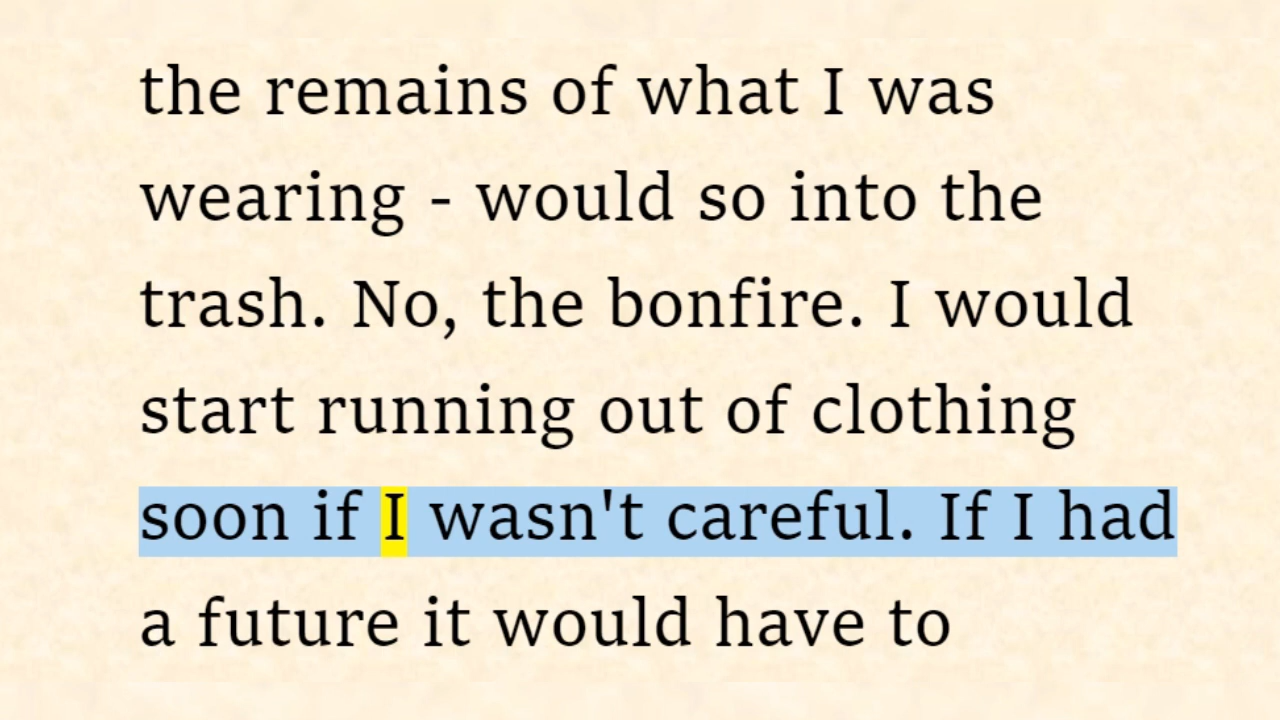 the remains of what I was
wearing - would so into the
trash. No, the bonfire. I would
start running out of clothing
soon if I wasn't careful. If I had
a future it would have to